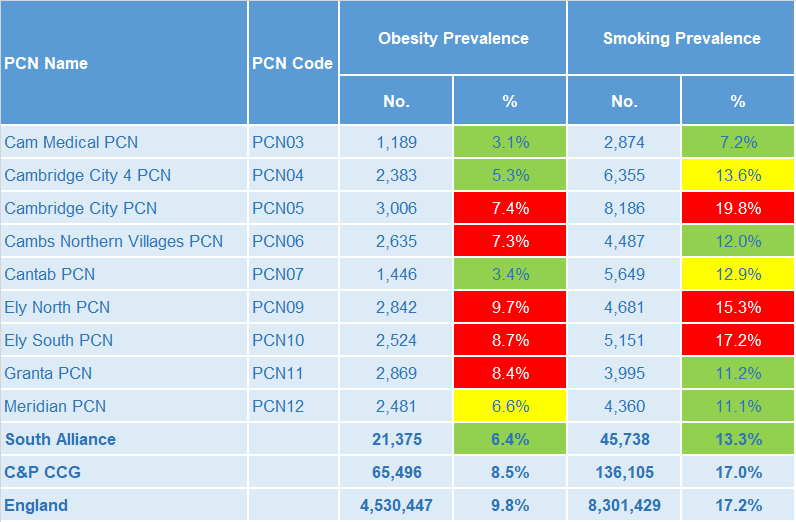 PCN Name PCN Code Obesity Prevalence Smoking Prevalence
No. % No. %
Cam Medical PCN PCN03 1,189 3.1% 2,874 7.2%
Cambridge City 4 PCN PCN04 2,383 5.3% 6,355 13.6%
Cambridge City PCN PCN05 3,006 7.4% 8,186 19.8%
Cambs Northern Villages PCN PCN06 2,635 7.3% 4,487 12.0%
Cantab PCN PCN07 1,446 3.4% 5,649 12.9%
Ely North PCN PCN09 2,842 9.7% 4,681 15.3%
Ely South PCN PCN10 2,524 8.7% 5,151 17.2%
Granta PCN PCN11 2,869 8.4% 3,995 11.2%
Meridian PCN PCN12 2,481 6.6% 4,360 11.1%
South Alliance 21,375 6.4% 45,738 13.3%
C&P CCG 65,496 8.5% 136,105 17.0%
England 4,530,447 9.8% 8,301,429 17.2%